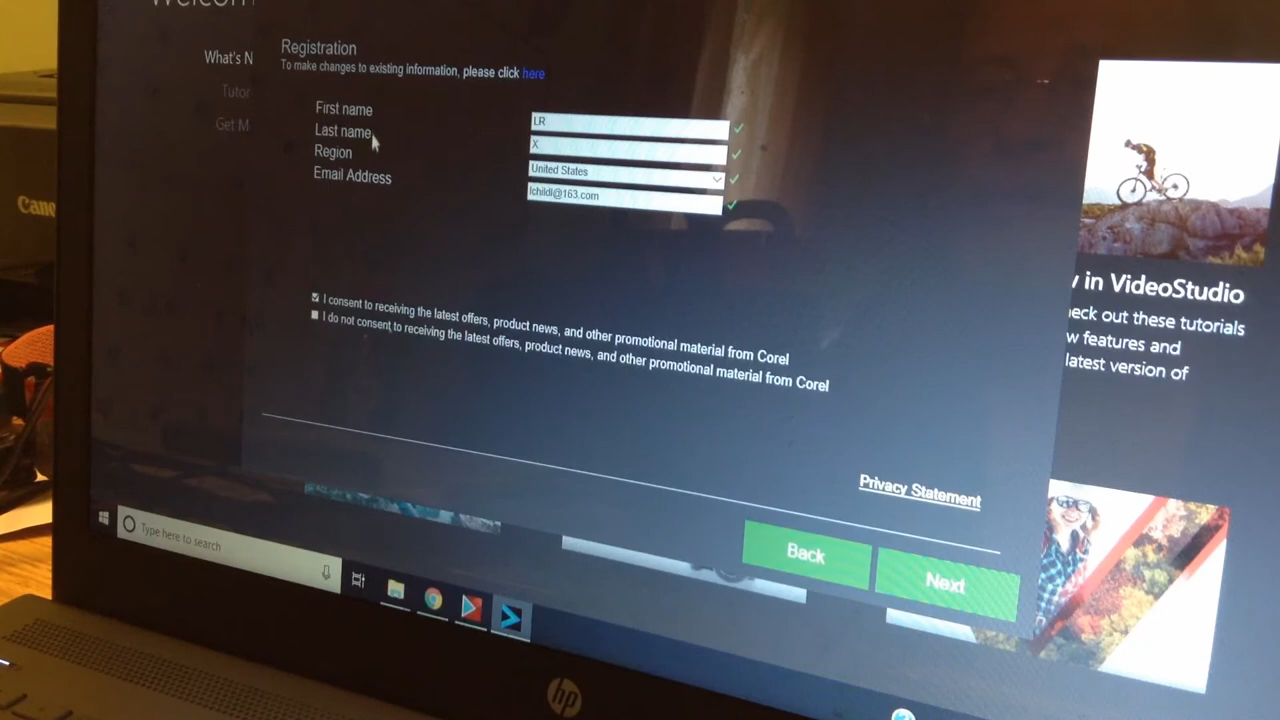 Welcom
What's N
Tutor
Get M
Registration
To make changes to existing information, please click here
First name
LR
Last name
X
Region
United States
Email Address
lchildl@163.com
I consent to receiving the latest offers, product news, and other promotional material from Corel
I do not consent to receiving the latest offers, product news, and other promotional material from Corel
Privacy Statement
Back
Next
in VideoStudio
eck out these tutorials
w features and
latest version of
Type here to search
Cano
hp